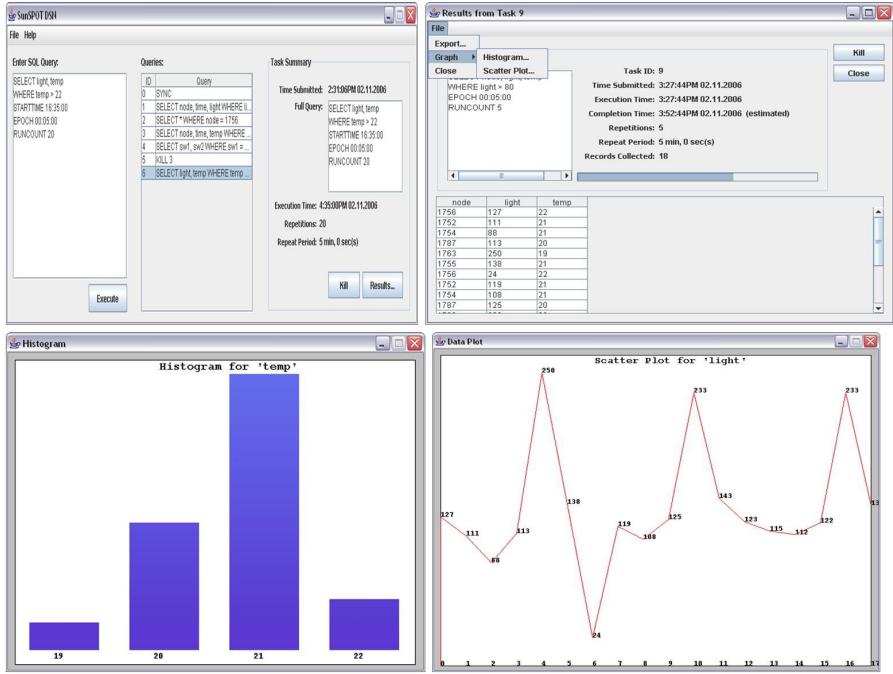 SunSPOT DSN
File Help
Enter SQL Query:
SELECT light, temp
WHERE temp > 22
STARTTIME 16:35:00
EPOCH 00:05:00
RUNCOUNT 20
Execute
Queries:
ID Query
0 SYNC
1 SELECT node, time, light WHERE li...
2 SELECT * WHERE node = 1756
3 SELECT node, time, temp WHERE ...
4 SELECT sw1, sw2 WHERE sw1 = ...
5 KILL 3
6 SELECT light, temp WHERE temp ...
Task Summary
Time Submitted: 2:31:06PM 02.11.2006
Full Query: SELECT light, temp
WHERE temp > 22
STARTTIME 16:35:00
EPOCH 00:05:00
RUNCOUNT 20
Execution Time: 4:35:00PM 02.11.2006
Repetitions: 20
Repeat Period: 5 min, 0 sec(s)
Kill Results...
Results from Task 9
File
Export...
Graph
Close
Histogram...
Scatter Plot...
WHERE light > 80
EPOCH 00:05:00
RUNCOUNT 5
Task ID: 9
Time Submitted: 3:27:44PM 02.11.2006
Execution Time: 3:27:44PM 02.11.2006
Completion Time: 3:52:44PM 02.11.2006 (estimated)
Repetitions: 5
Repeat Period: 5 min, 0 sec(s)
Records Collected: 18
Kill
Close
node light temp
1756 127 22
1752 111 21
1754 88 21
1787 113 20
1763 250 19
1755 138 21
1756 24 22
1752 119 21
1754 108 21
1787 125 20
Histogram
Histogram for 'temp'
19 20 21 22
Data Plot
Scatter Plot for 'light'
127 111 88 113 250 138 24 119 108 125 233 143 123 115 112 122 233 13
0 1 2 3 4 5 6 7 8 9 10 11 12 13 14 15 16 17